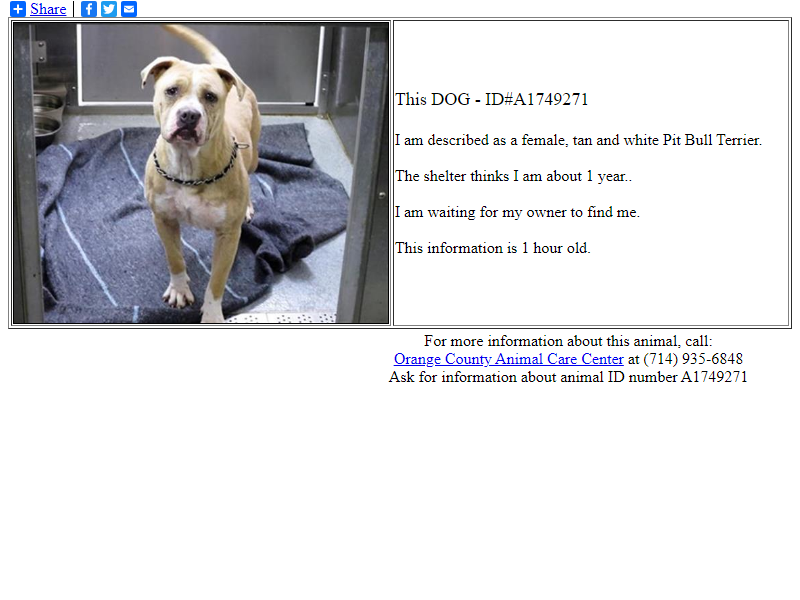 Share |
This DOG - ID#A1749271
I am described as a female, tan and white Pit Bull Terrier.
The shelter thinks I am about 1 year..
I am waiting for my owner to find me.
This information is 1 hour old.
For more information about this animal, call:
Orange County Animal Care Center at (714) 935-6848
Ask for information about animal ID number A1749271